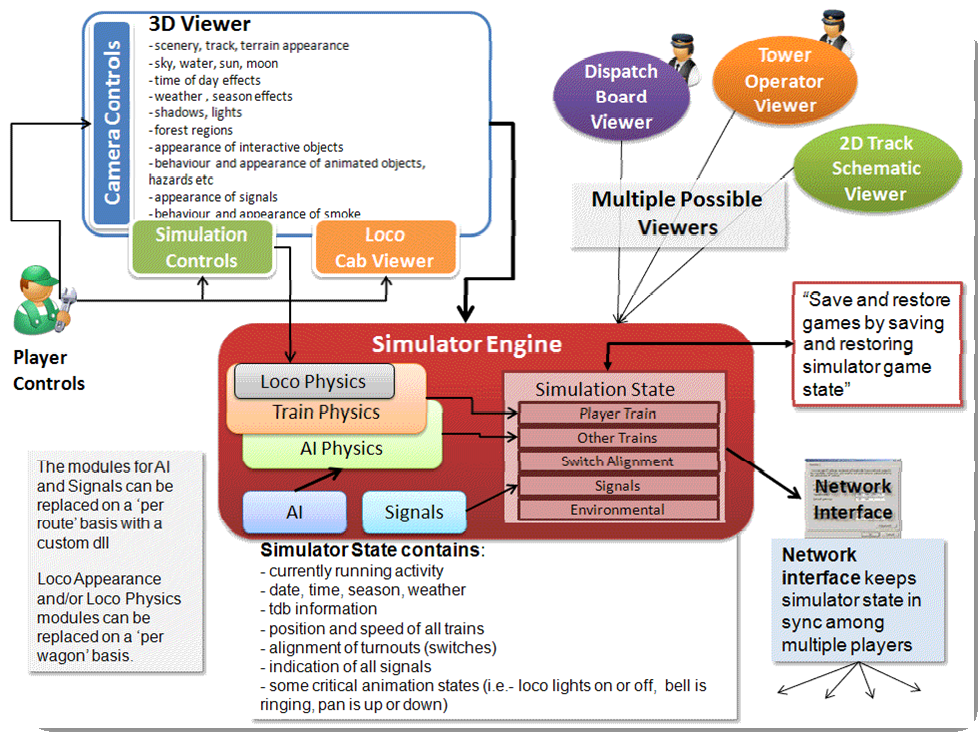 3D Viewer
Camera Controls
- scenery, track, terrain appearance
- sky, water, sun, moon
- time of day effects
- weather , season effects
- shadows, lights
- forest regions
- appearance of interactive objects
- behaviour and appearance of animated objects,
hazards etc
- appearance of signals
- behaviour and appearance of smoke
Simulation
Controls
Loco
Cab Viewer
Dispatch
Board
Viewer
Tower
Operator
Viewer
2D Track
Schematic
Viewer
Multiple Possible
Viewers
Player
Controls
Simulator Engine
Loco Physics
Train Physics
AI Physics
AI
Signals
Simulation State
Player Train
Other Trains
Switch Alignment
Signals
Environmental
“Save and restore
games by saving
and restoring
simulator game
state”
The modules for AI
and Signals can be
replaced on a ‘per
route’ basis with a
custom dll
Loco Appearance
and/or Loco Physics
modules can be
replaced on a ‘per
wagon’ basis.
Simulator State contains:
- currently running activity
- date, time, season, weather
- tdb information
- position and speed of all trains
- alignment of turnouts (switches)
- indication of all signals
- some critical animation states (i.e.- loco lights on or off, bell is
ringing, pan is up or down)
Network
Interface
Network
interface keeps
simulator state in
sync among
multiple players